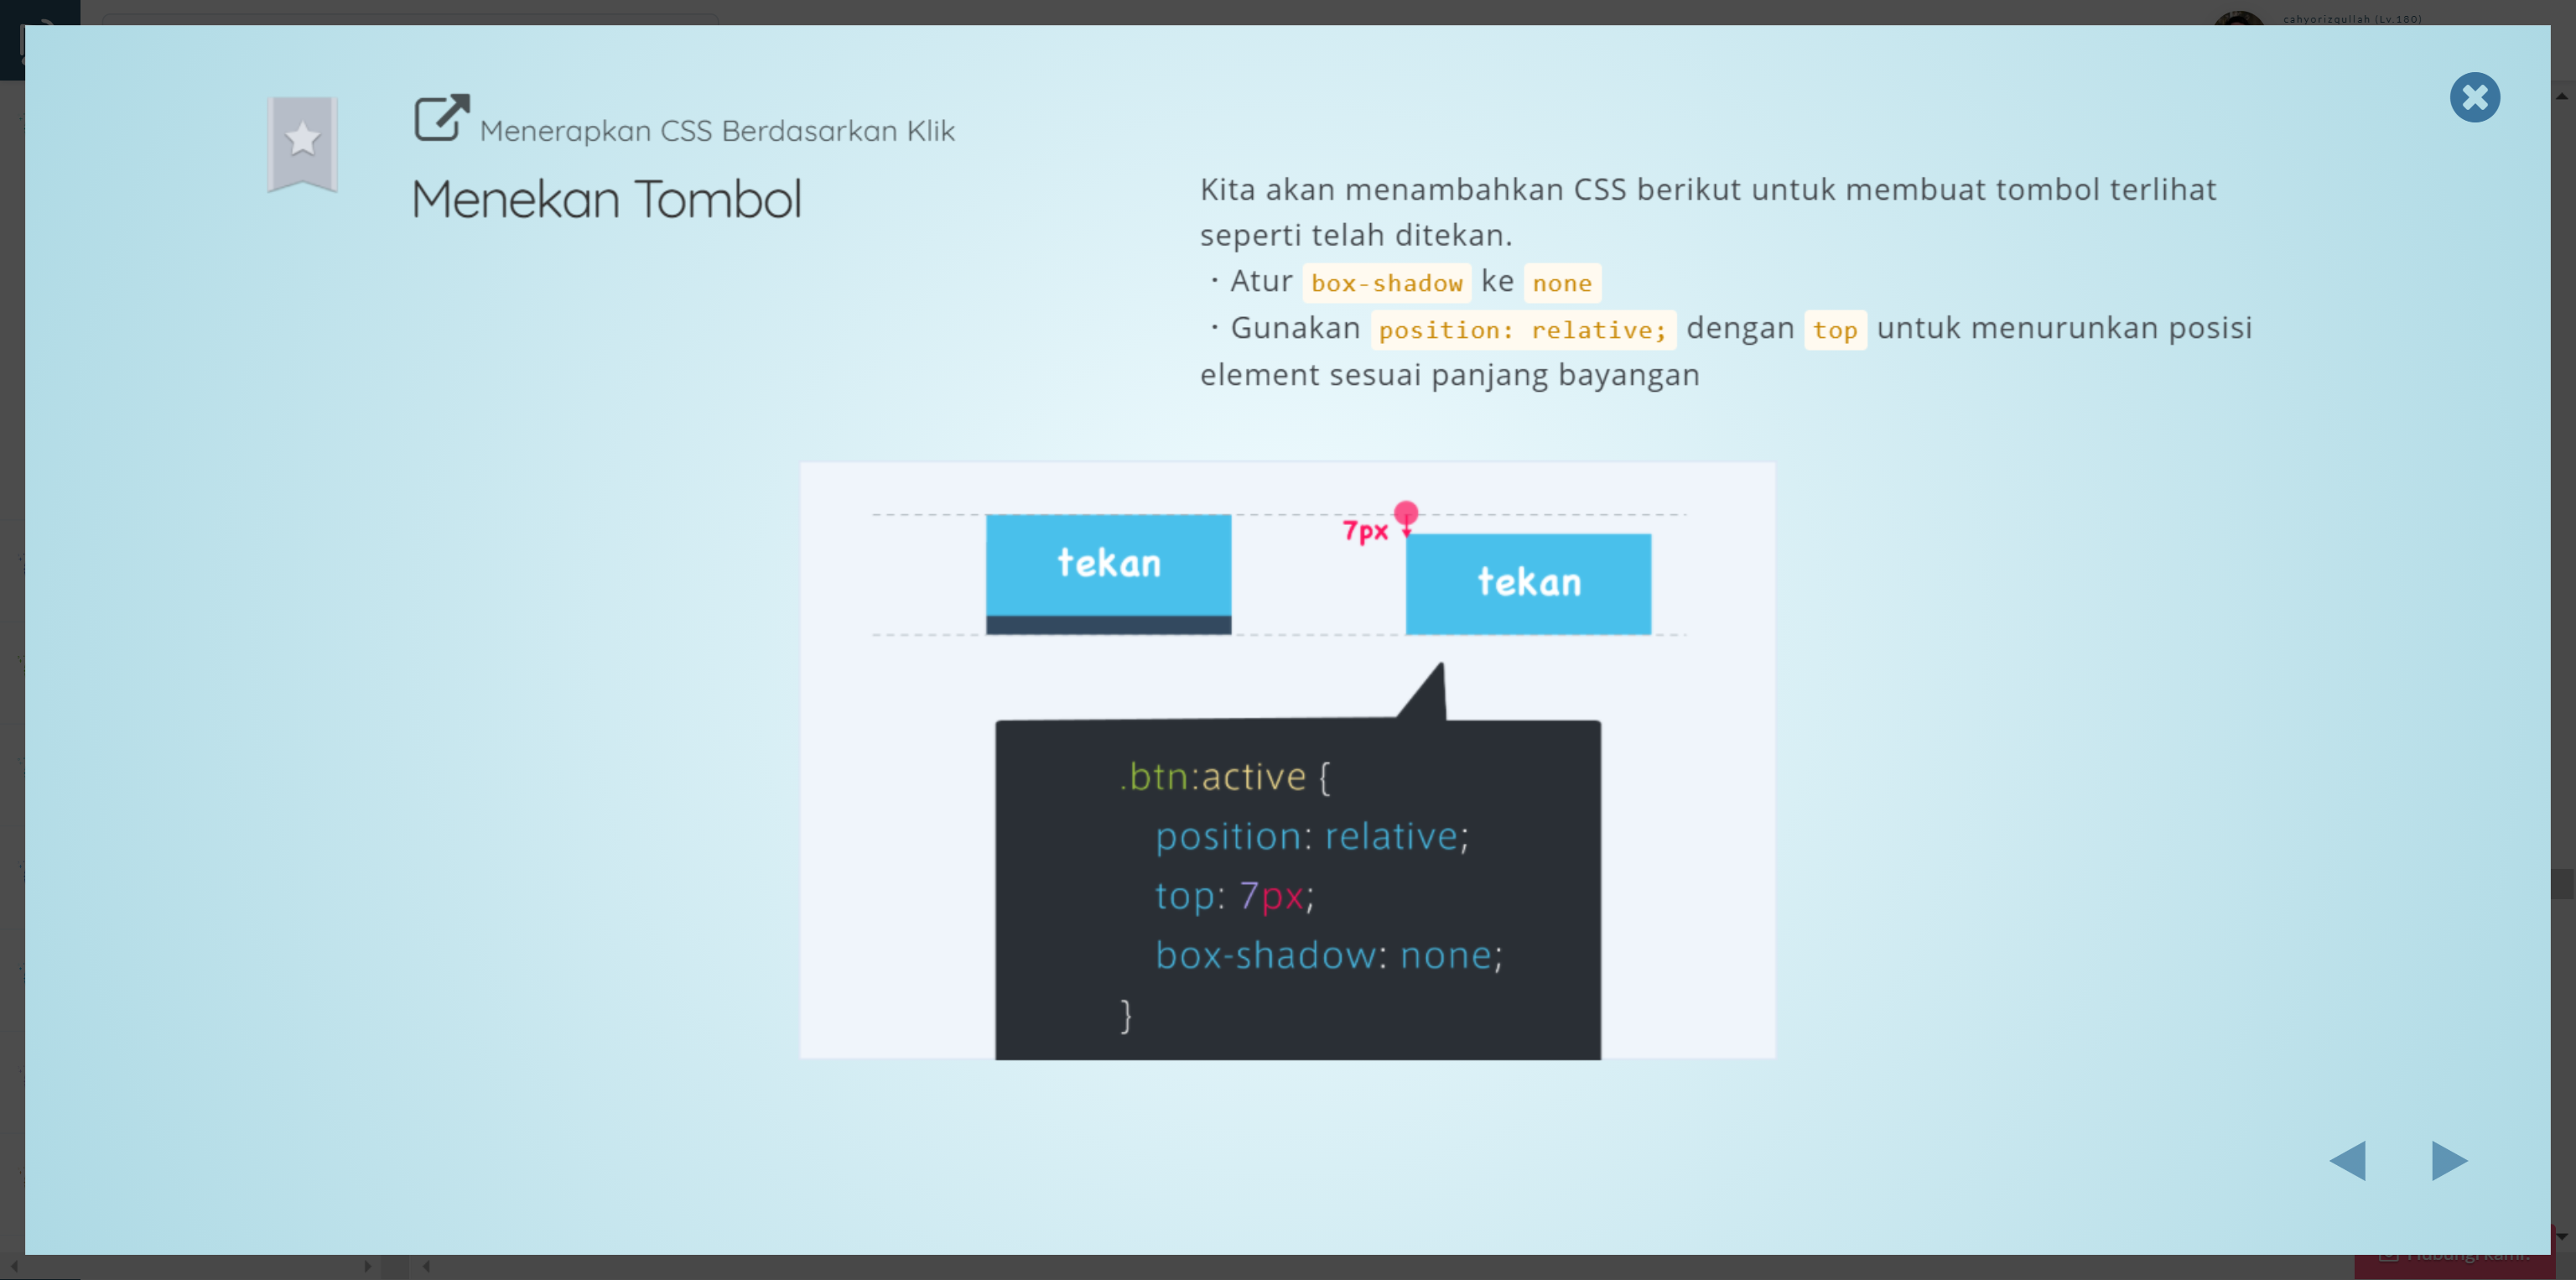 cahyorizqullah (Lv.180)
Menerapkan CSS Berdasarkan Klik
Menekan Tombol
Kita akan menambahkan CSS berikut untuk membuat tombol terlihat
seperti telah ditekan.
・Atur box-shadow ke none
・Gunakan position: relative; dengan top untuk menurunkan posisi
element sesuai panjang bayangan
tekan
7px
tekan
.btn:active {
position: relative;
top: 7px;
box-shadow: none;
}